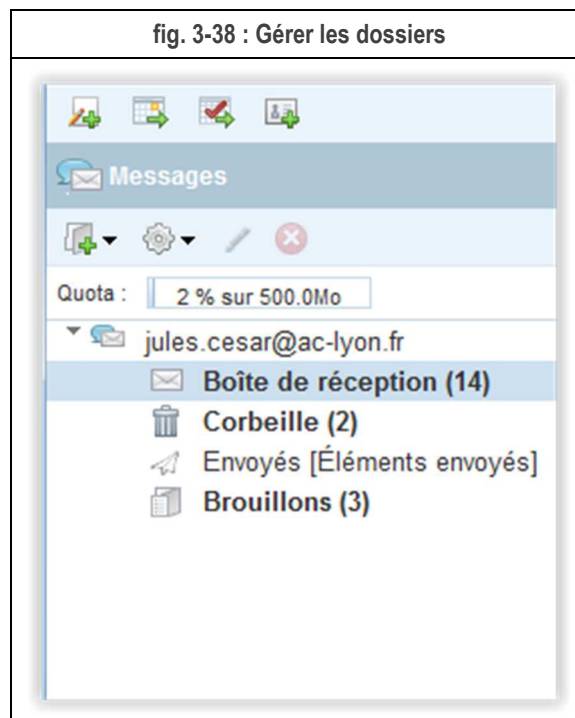 fig. 3-38 : Gérer les dossiers
Messages
Quota : 2 % sur 500.0Mo
jules.cesar@ac-lyon.fr
Boîte de réception (14)
Corbeille (2)
Envoyés [Éléments envoyés]
Brouillons (3)